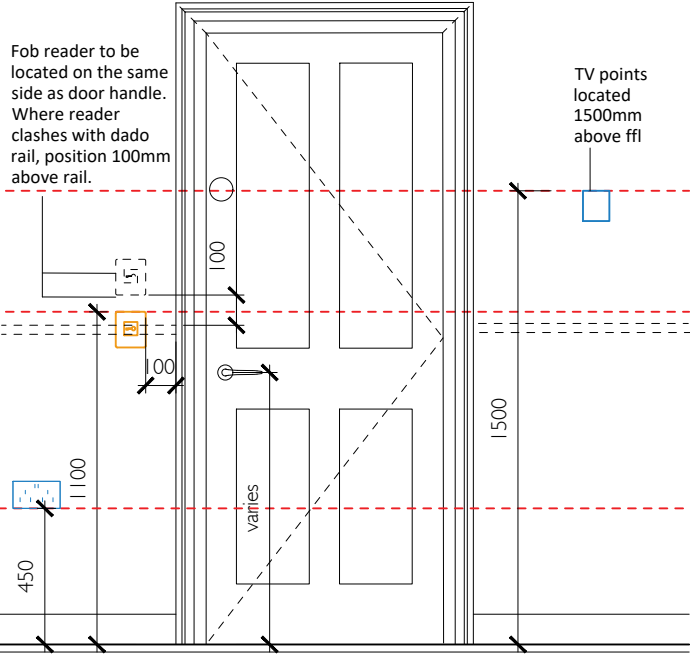 Fob reader to be
located on the same
side as door handle.
Where reader
clashes with dado
rail, position 100mm
above rail.
TV points
located
1500mm
above ffl
100
100
1500
1100
varies
450